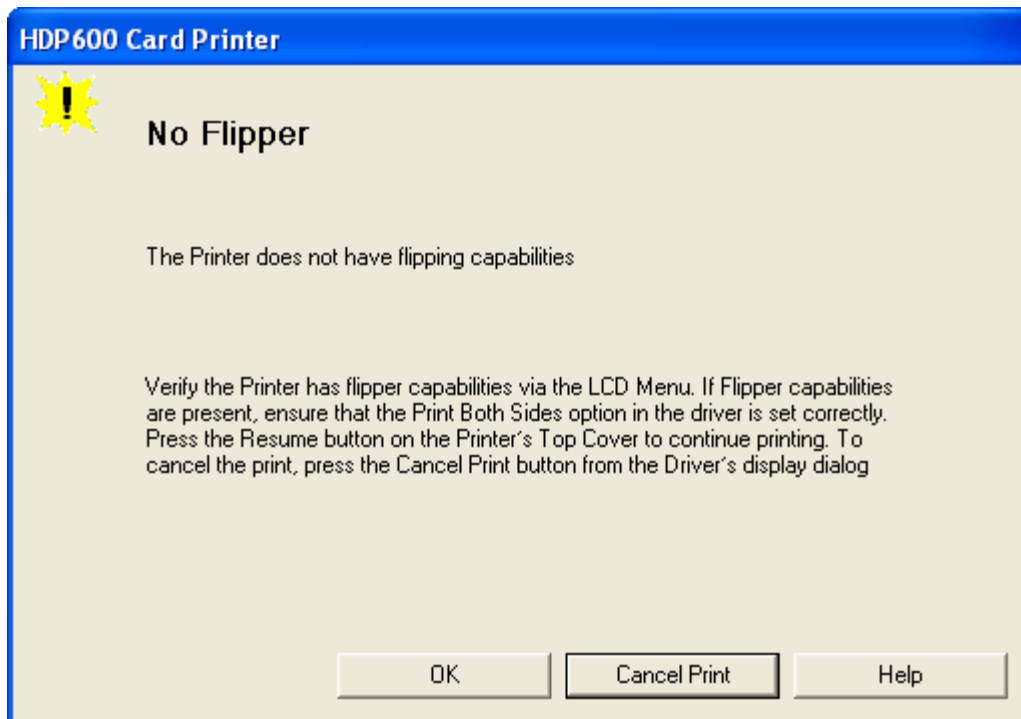 HDP600 Card Printer
!
No Flipper
The Printer does not have flipping capabilities
Verify the Printer has flipper capabilities via the LCD Menu. If Flipper capabilities
are present, ensure that the Print Both Sides option in the driver is set correctly.
Press the Resume button on the Printer´s Top Cover to continue printing. To
cancel the print, press the Cancel Print button from the Driver´s display dialog
OK
Cancel Print
Help